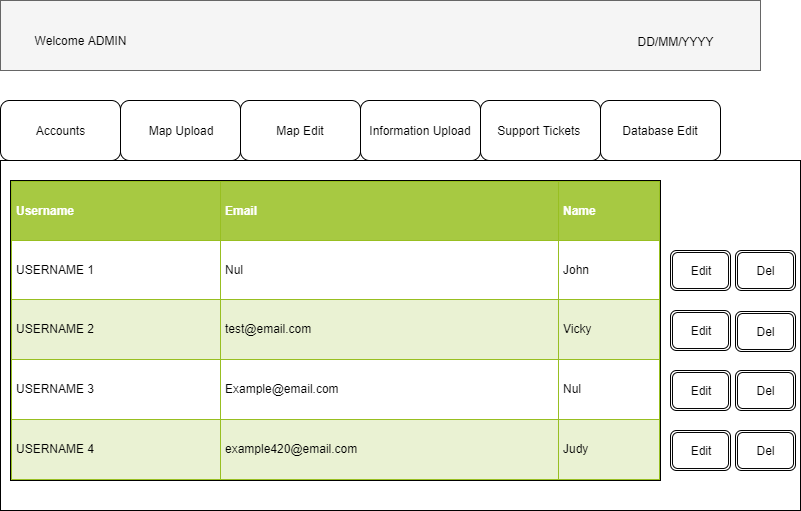 Welcome ADMIN DD/MM/YYYY
Accounts Map Upload Map Edit Information Upload Support Tickets Database Edit
Username Email Name
USERNAME 1 Nul John Edit Del
USERNAME 2 test@email.com Vicky Edit Del
USERNAME 3 Example@email.com Nul Edit Del
USERNAME 4 example420@email.com Judy Edit Del